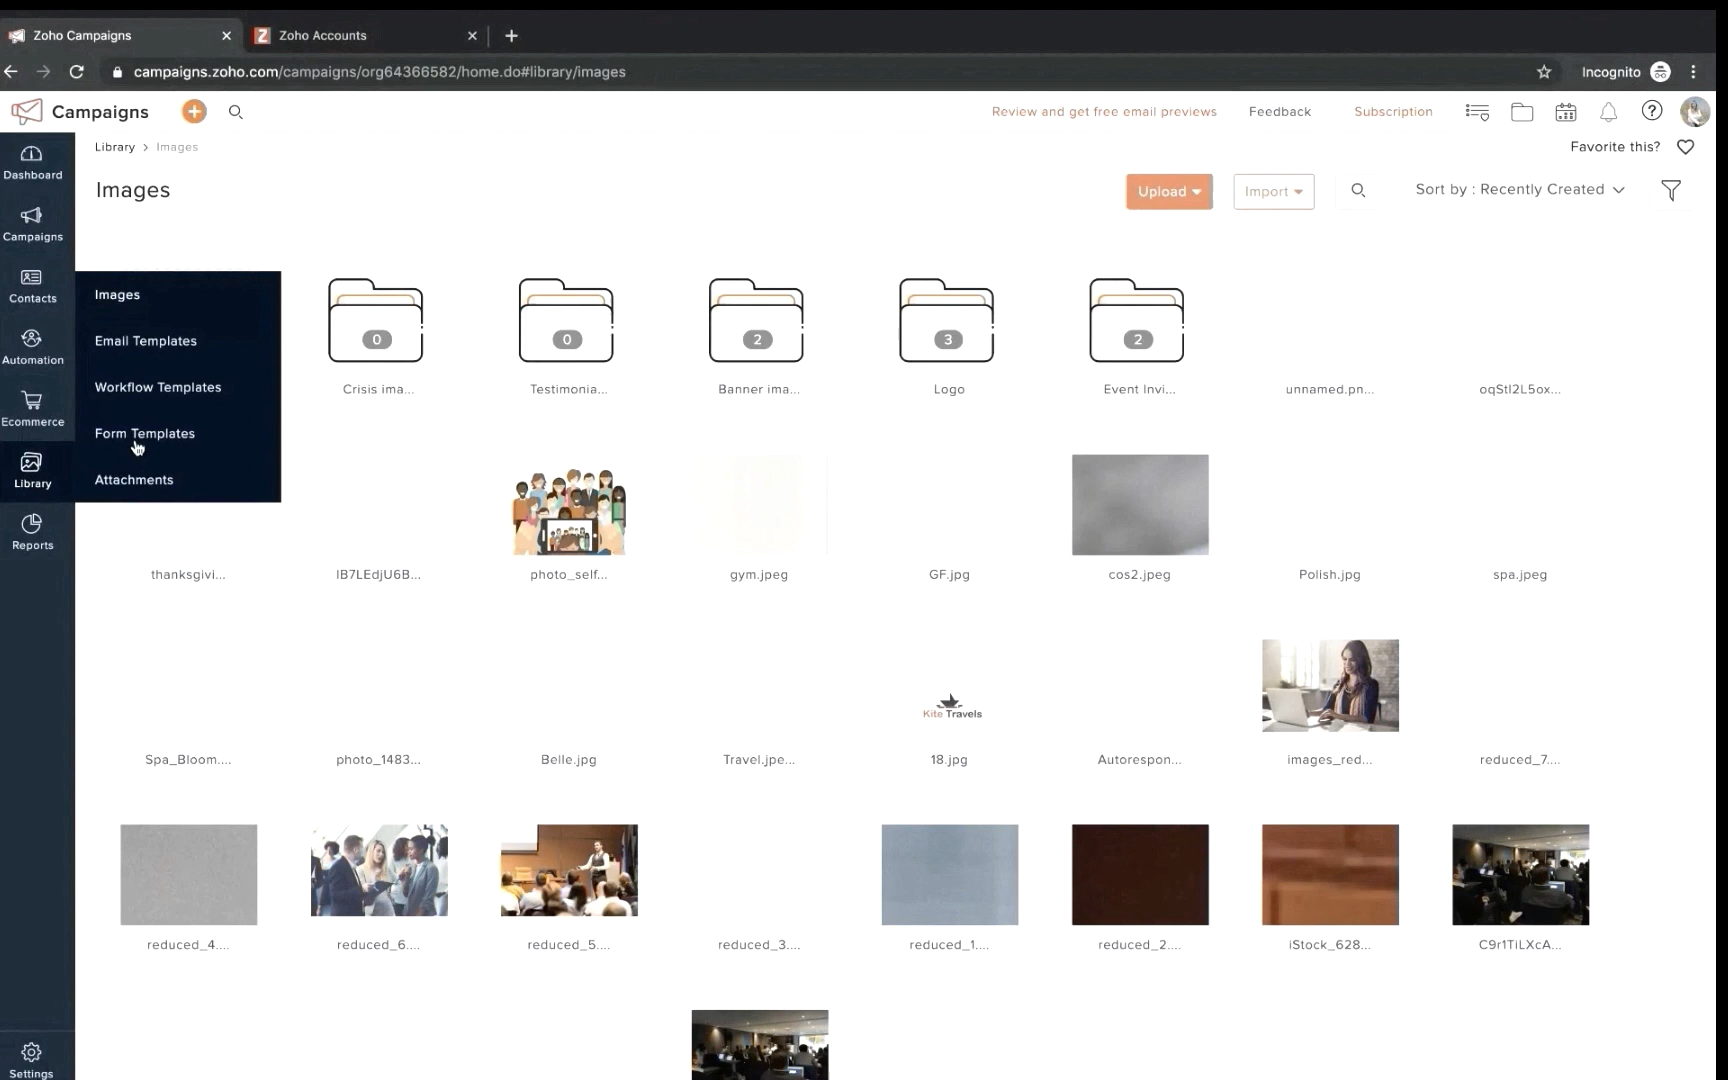 Zoho Campaigns
Zoho Accounts
campaigns.zoho.com/campaigns/org64366582/home.do#library/images
Incognito
Campaigns
Review and get free email previews
Feedback
Subscription
Library > Images
Favorite this?
Images
Upload
Import
Sort by : Recently Created
Dashboard
Campaigns
Contacts
Automation
Ecommerce
Library
Reports
Settings
Images
Email Templates
Workflow Templates
Form Templates
Attachments
0
0
2
3
2
Crisis ima...
Testimonia...
Banner ima...
Logo
Event Invi...
unnamed.pn...
oqStI2L5ox...
thanksgivi...
IB7LEdjU6B...
photo_self...
gym.jpeg
GF.jpg
cos2.jpeg
Polish.jpg
spa.jpeg
Kite Travels
Spa_Bloom....
photo_1483...
Belle.jpg
Travel.jpe...
18.jpg
Autorespon...
images_red...
reduced_7....
reduced_4....
reduced_6....
reduced_5....
reduced_3....
reduced_1....
reduced_2....
iStock_628...
C9r1TiLXcA...